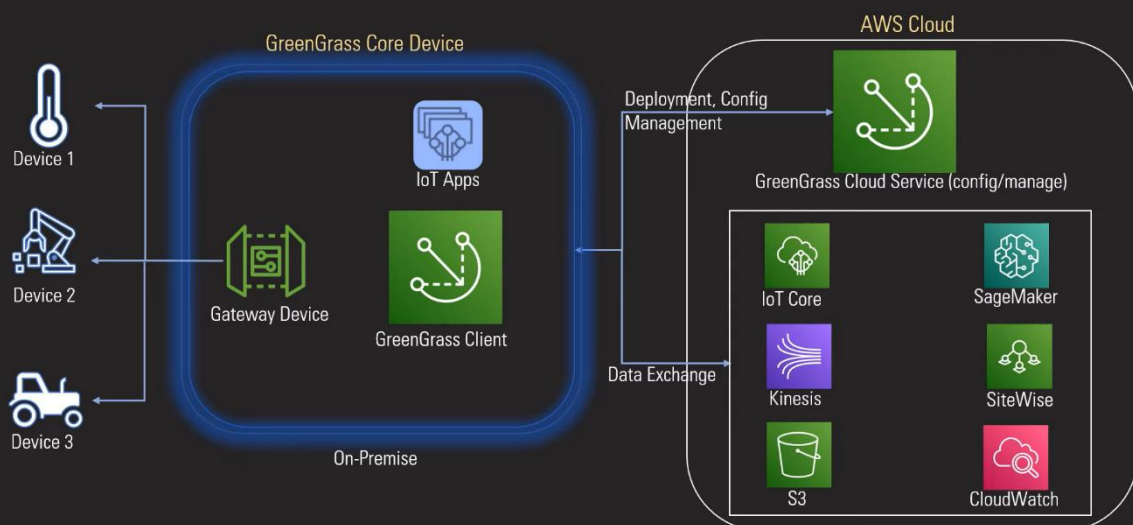 GreenGrass Core Device
AWS Cloud
Device 1
Device 2
Device 3
IoT Apps
Gateway Device
GreenGrass Client
On-Premise
Deployment, Config
Management
Data Exchange
GreenGrass Cloud Service (config/manage)
IoT Core
SageMaker
Kinesis
SiteWise
S3
CloudWatch